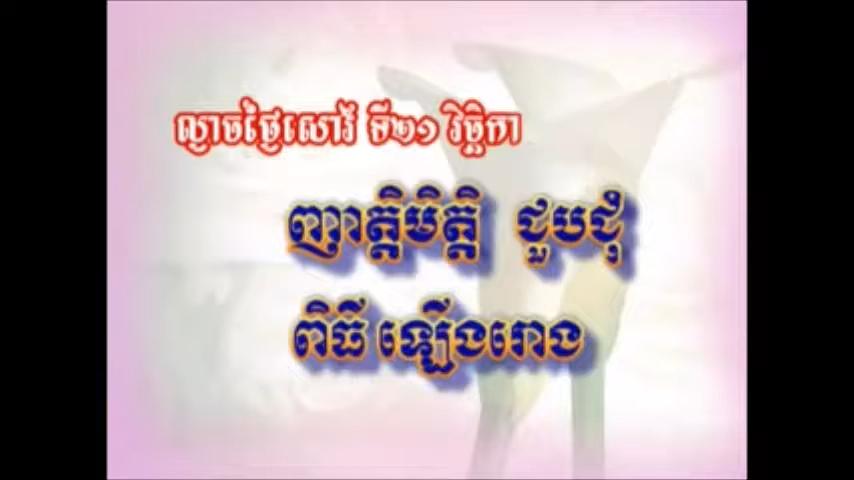 ល្ងាចថ្ងៃសៅរ៍ ទី២១ វិច្ឆិកា
ញាត្តិមិត្តិ ជួបជុំ
ពិធី ឡើងរោង